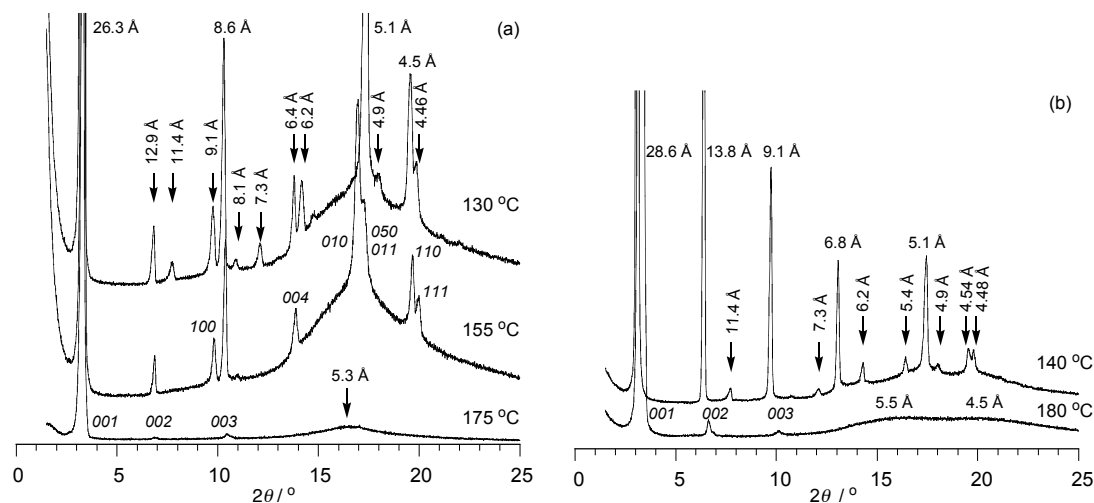 (a)
26.3 Å
8.6 Å
5.1 Å
4.5 Å
12.9 Å
11.4 Å
9.1 Å
8.1 Å
7.3 Å
6.4 Å
6.2 Å
4.9 Å
4.46 Å
130 °C
010
050
011
110
111
004
100
155 °C
5.3 Å
175 °C
001
002
003
0
5
10
15
20
25
2θ / °
(b)
28.6 Å
13.8 Å
9.1 Å
6.8 Å
5.1 Å
11.4 Å
7.3 Å
6.2 Å
5.4 Å
4.9 Å
4.54 Å
4.48 Å
140 °C
5.5 Å
4.5 Å
180 °C
001
002
003
0
5
10
15
20
25
2θ / °